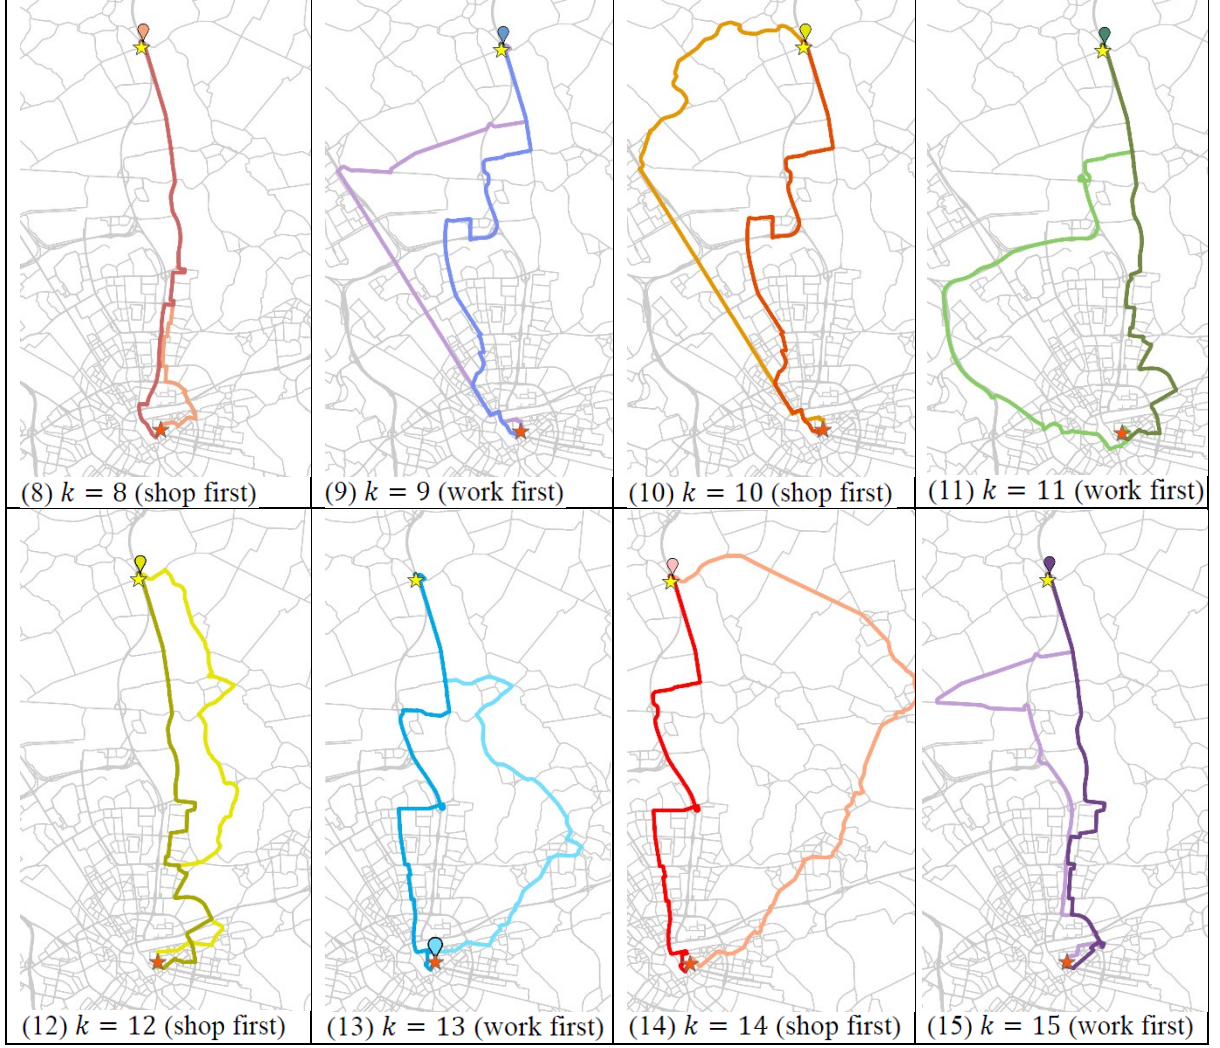 (8) k = 8 (shop first)
(9) k = 9 (work first)
(10) k = 10 (shop first)
(11) k = 11 (work first)
(12) k = 12 (shop first)
(13) k = 13 (work first)
(14) k = 14 (shop first)
(15) k = 15 (work first)